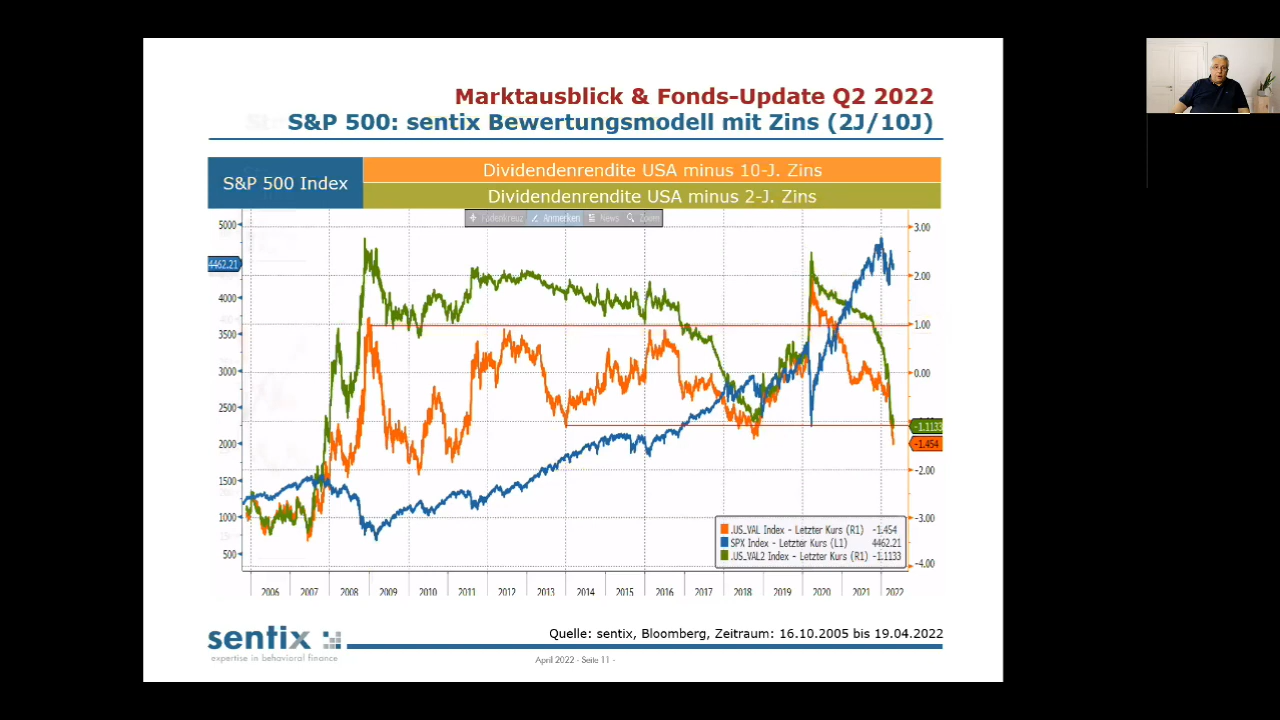 Marktausblick & Fonds-Update Q2 2022
S&P 500: sentix Bewertungsmodell mit Zins (2J/10J)
S&P 500 Index
Dividendenrendite USA minus 10-J. Zins
Dividendenrendite USA minus 2-J. Zins
Fadenkreuz Anmerken News Zoom
5000
4462.21
4000
3500
3000
2500
2000
1500
1000
500
3.00
2.00
1.00
0.00
-1.1133
-1.454
-2.00
-3.00
-4.00
.US_VAL Index - Letzter Kurs (R1) -1.454
SPX Index - Letzter Kurs (L1) 4462.21
.US_VAL2 Index - Letzter Kurs (R1) -1.1133
2006 2007 2008 2009 2010 2011 2012 2013 2014 2015 2016 2017 2018 2019 2020 2021 2022
sentix
expertise in behavioral finance
Quelle: sentix, Bloomberg, Zeitraum: 16.10.2005 bis 19.04.2022
April 2022 - Seite 11 -